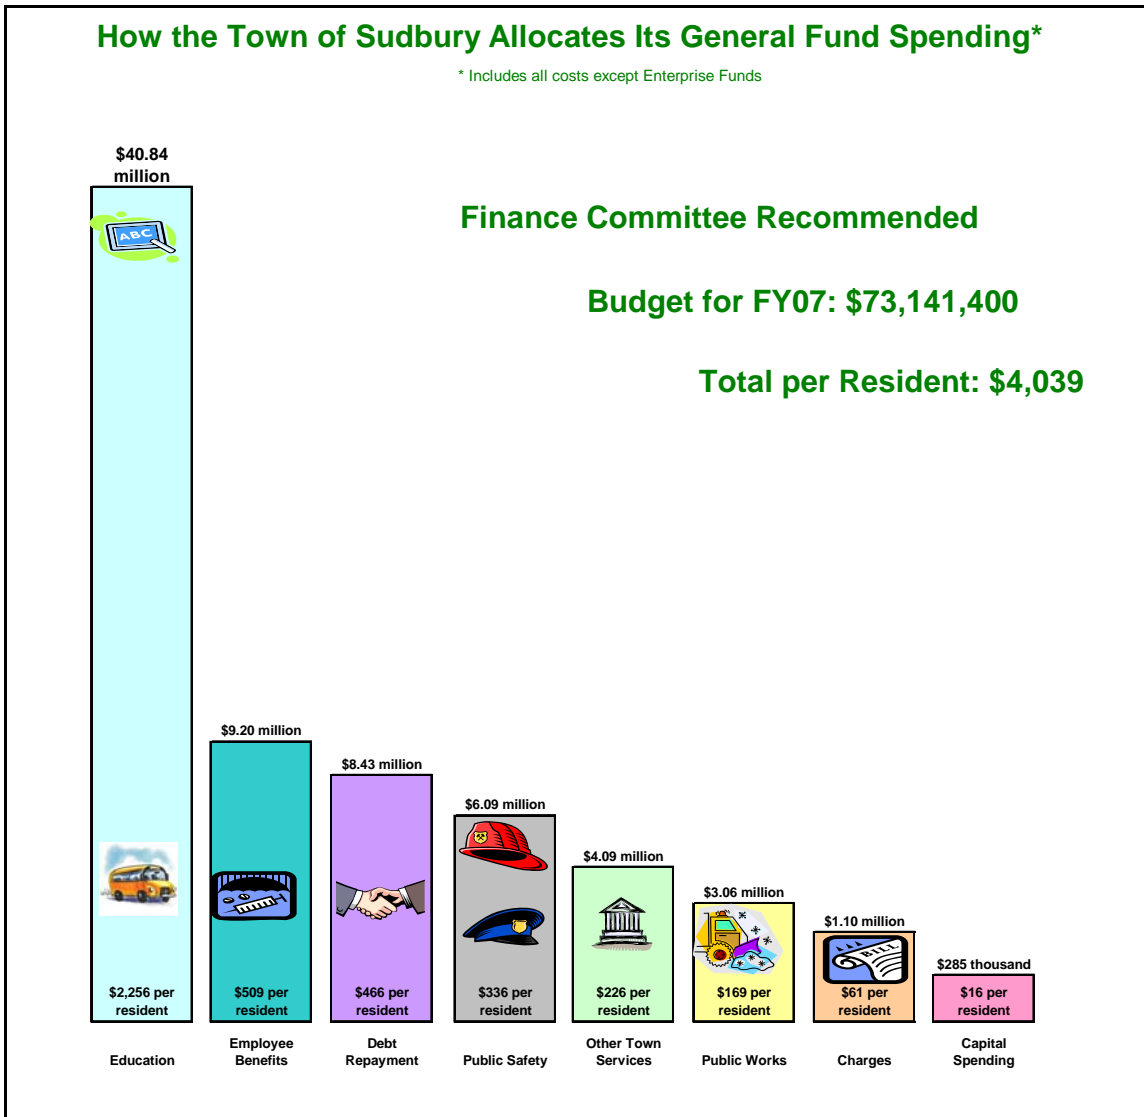 How the Town of Sudbury Allocates Its General Fund Spending*
* Includes all costs except Enterprise Funds
$40.84
million
ABC
Finance Committee Recommended
Budget for FY07: $73,141,400
Total per Resident: $4,039
$9.20 million
$8.43 million
$6.09 million
$4.09 million
$3.06 million
$1.10 million
BILL
$285 thousand
$2,256 per
resident
$509 per
resident
$466 per
resident
$336 per
resident
$226 per
resident
$169 per
resident
$61 per
resident
$16 per
resident
Education
Employee
Benefits
Debt
Repayment
Public Safety
Other Town
Services
Public Works
Charges
Capital
Spending